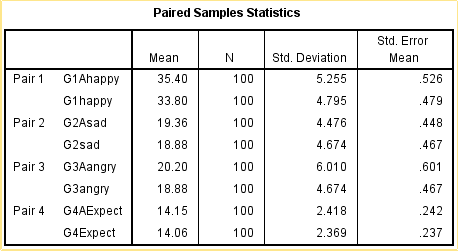 Paired Samples Statistics
Mean N Std. Deviation Std. Error Mean
Pair 1 G1Ahappy 35.40 100 5.255 .526
G1happy 33.80 100 4.795 .479
Pair 2 G2Asad 19.36 100 4.476 .448
G2sad 18.88 100 4.674 .467
Pair 3 G3Aangry 20.20 100 6.010 .601
G3angry 18.88 100 4.674 .467
Pair 4 G4AExpect 14.15 100 2.418 .242
G4Expect 14.06 100 2.369 .237